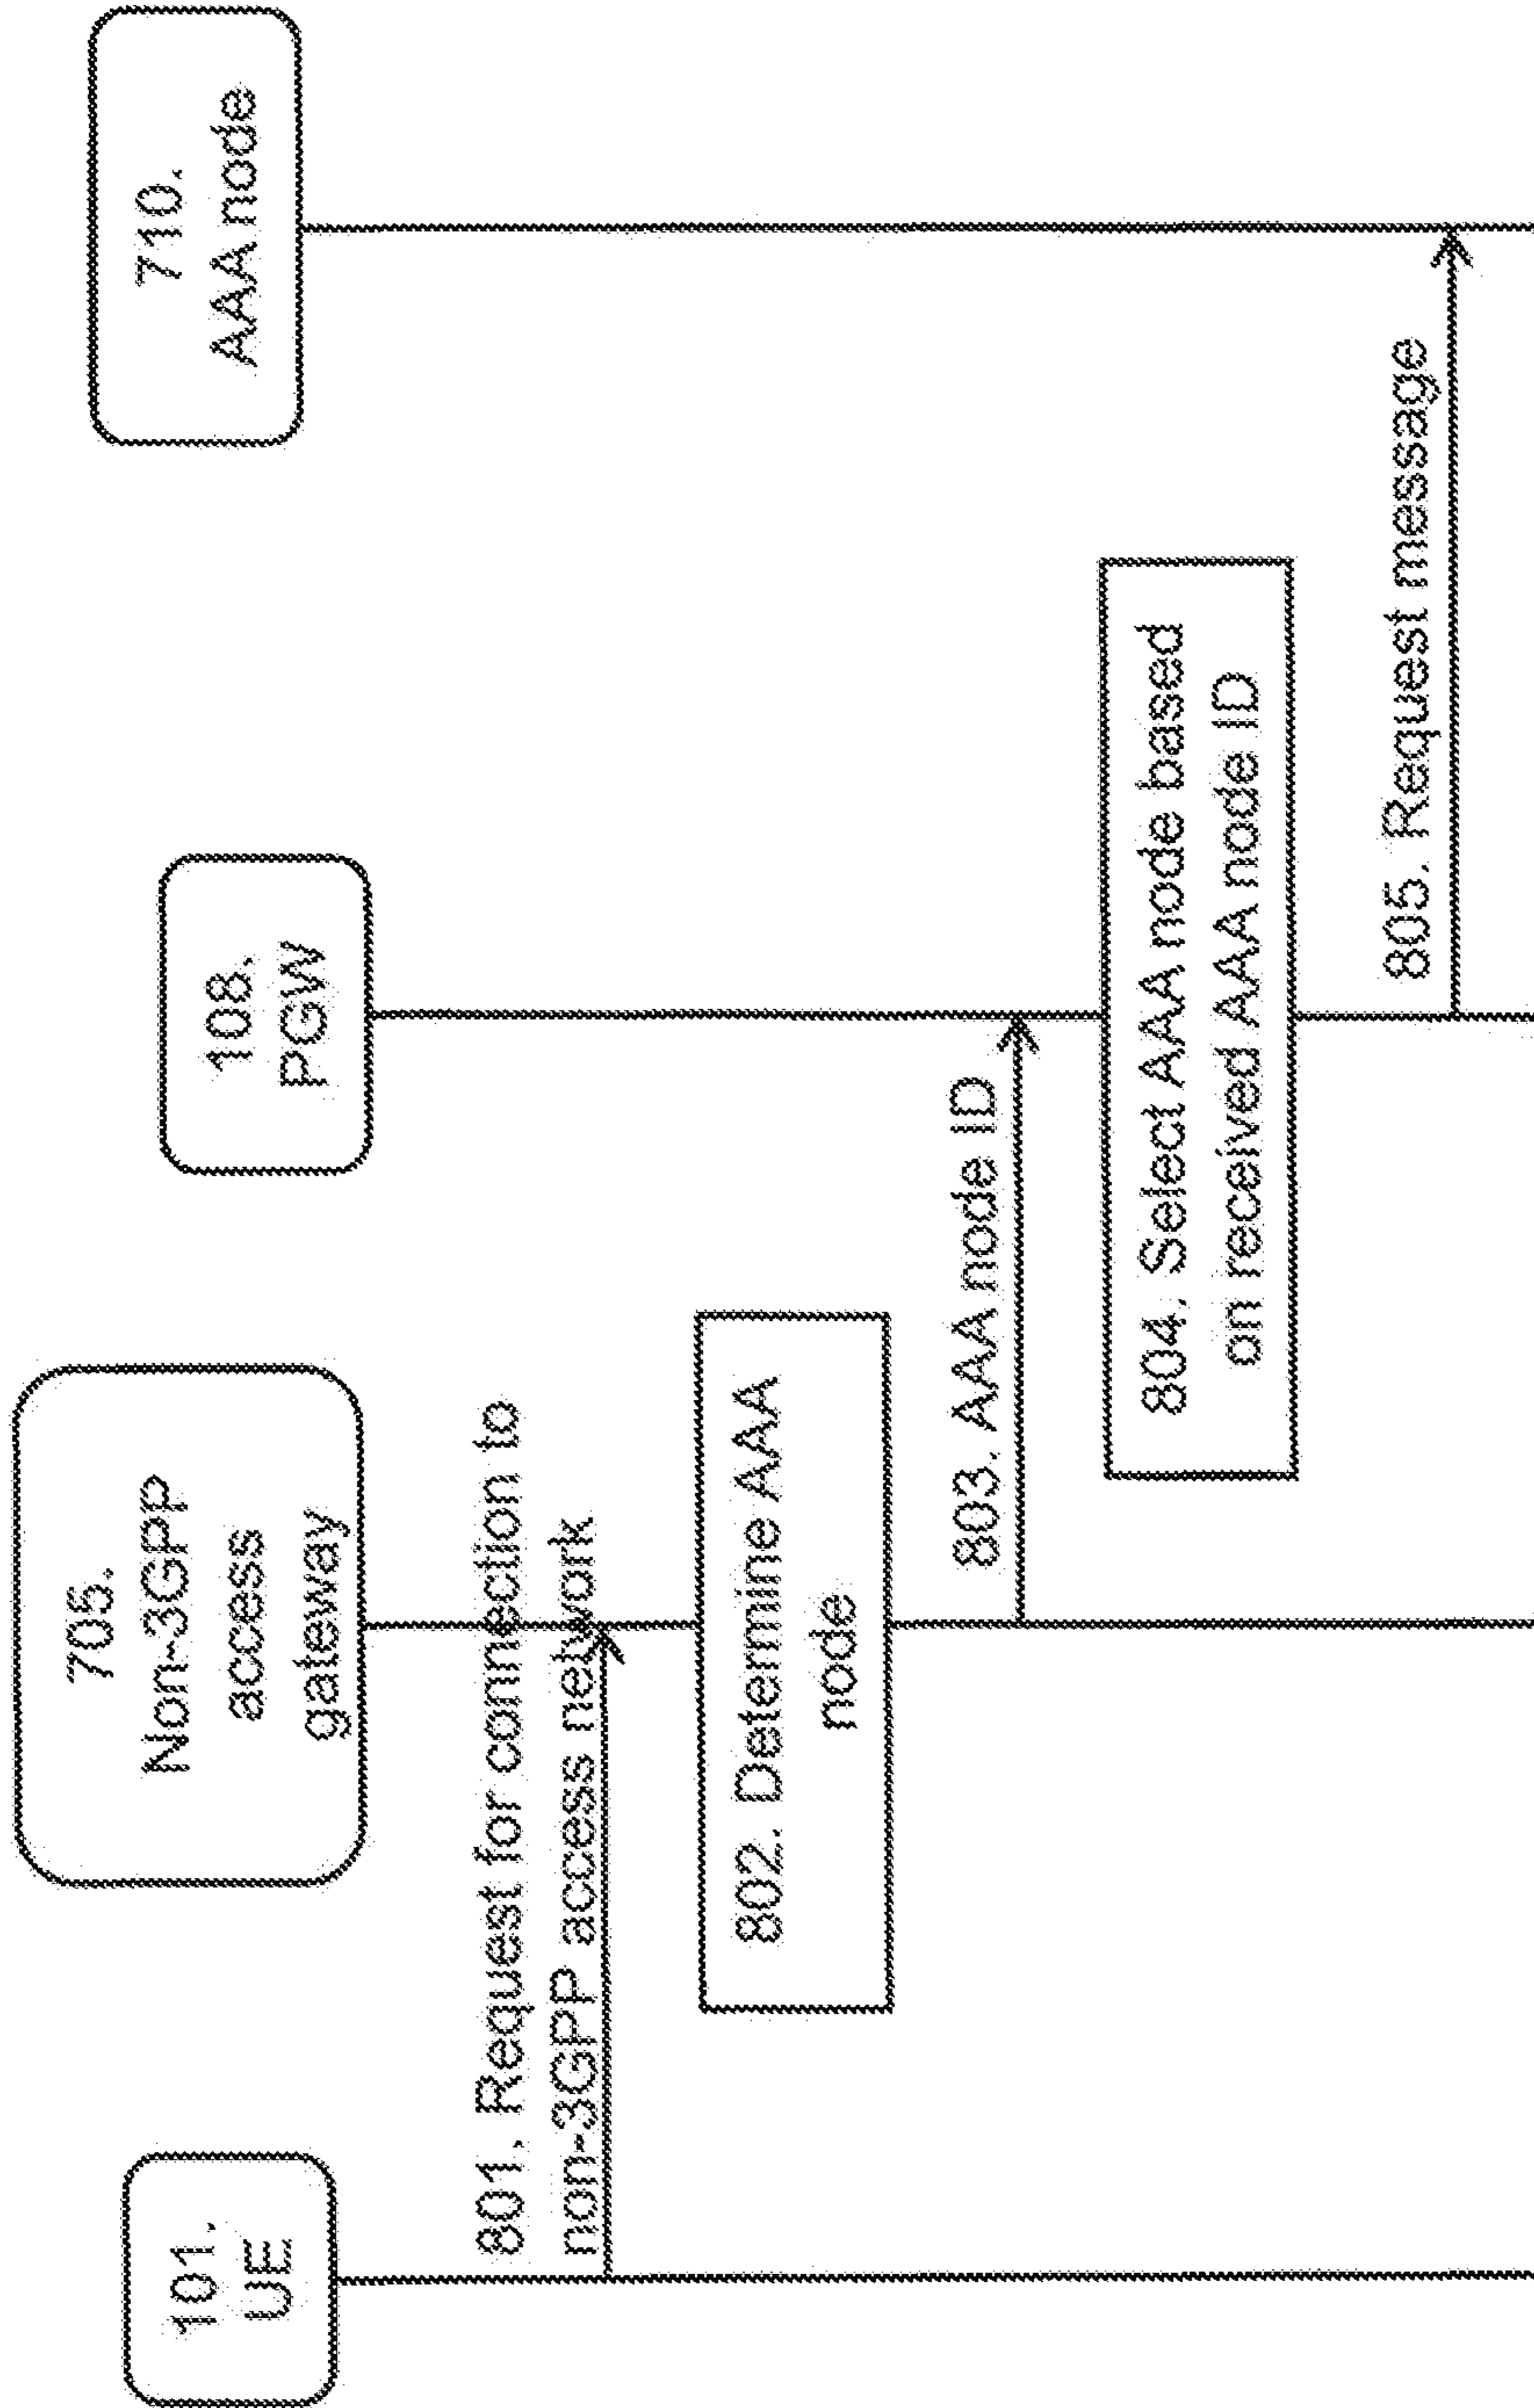 101.
UE
705.
Non-3GPP
access
gateway
108.
PGW
710.
AAA node
801. Request for connection to
non-3GPP access network
802. Determine AAA
node
803. AAA node ID
804. Select AAA node based
on received AAA node ID
805. Request message